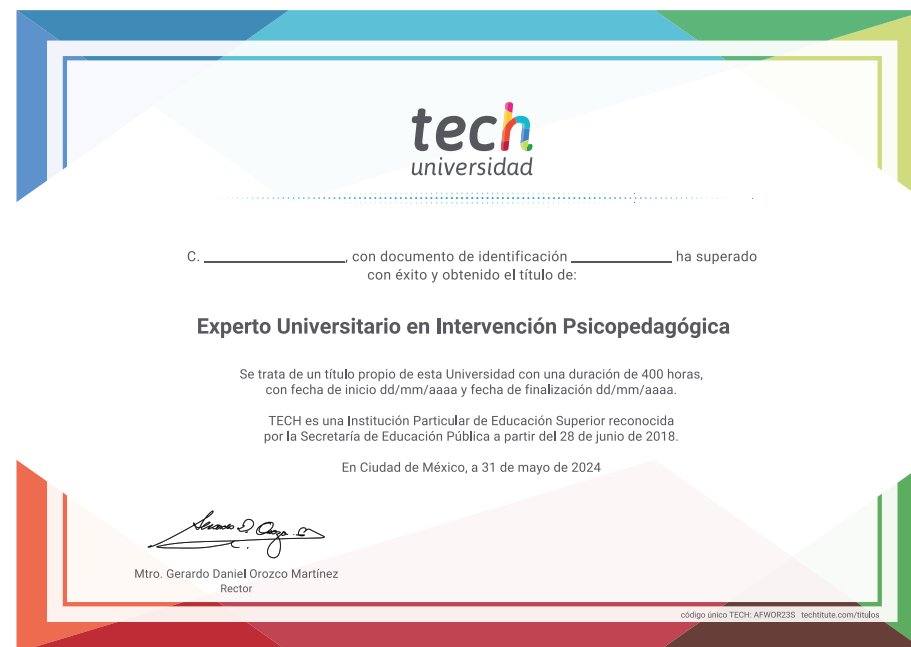 tech
universidad
C. ____________, con documento de identificación ____________ ha superado
con éxito y obtenido el título de:
Experto Universitario en Intervención Psicopedagógica
Se trata de un título propio de esta Universidad con una duración de 400 horas,
con fecha de inicio dd/mm/aaaa y fecha de finalización dd/mm/aaaa.
TECH es una Institución Particular de Educación Superior reconocida
por la Secretaría de Educación Pública a partir del 28 de junio de 2018.
En Ciudad de México, a 31 de mayo de 2024
Mtro. Gerardo Daniel Orozco Martínez
Rector
código único TECH: AFWOR23S techtitute.com/titulos